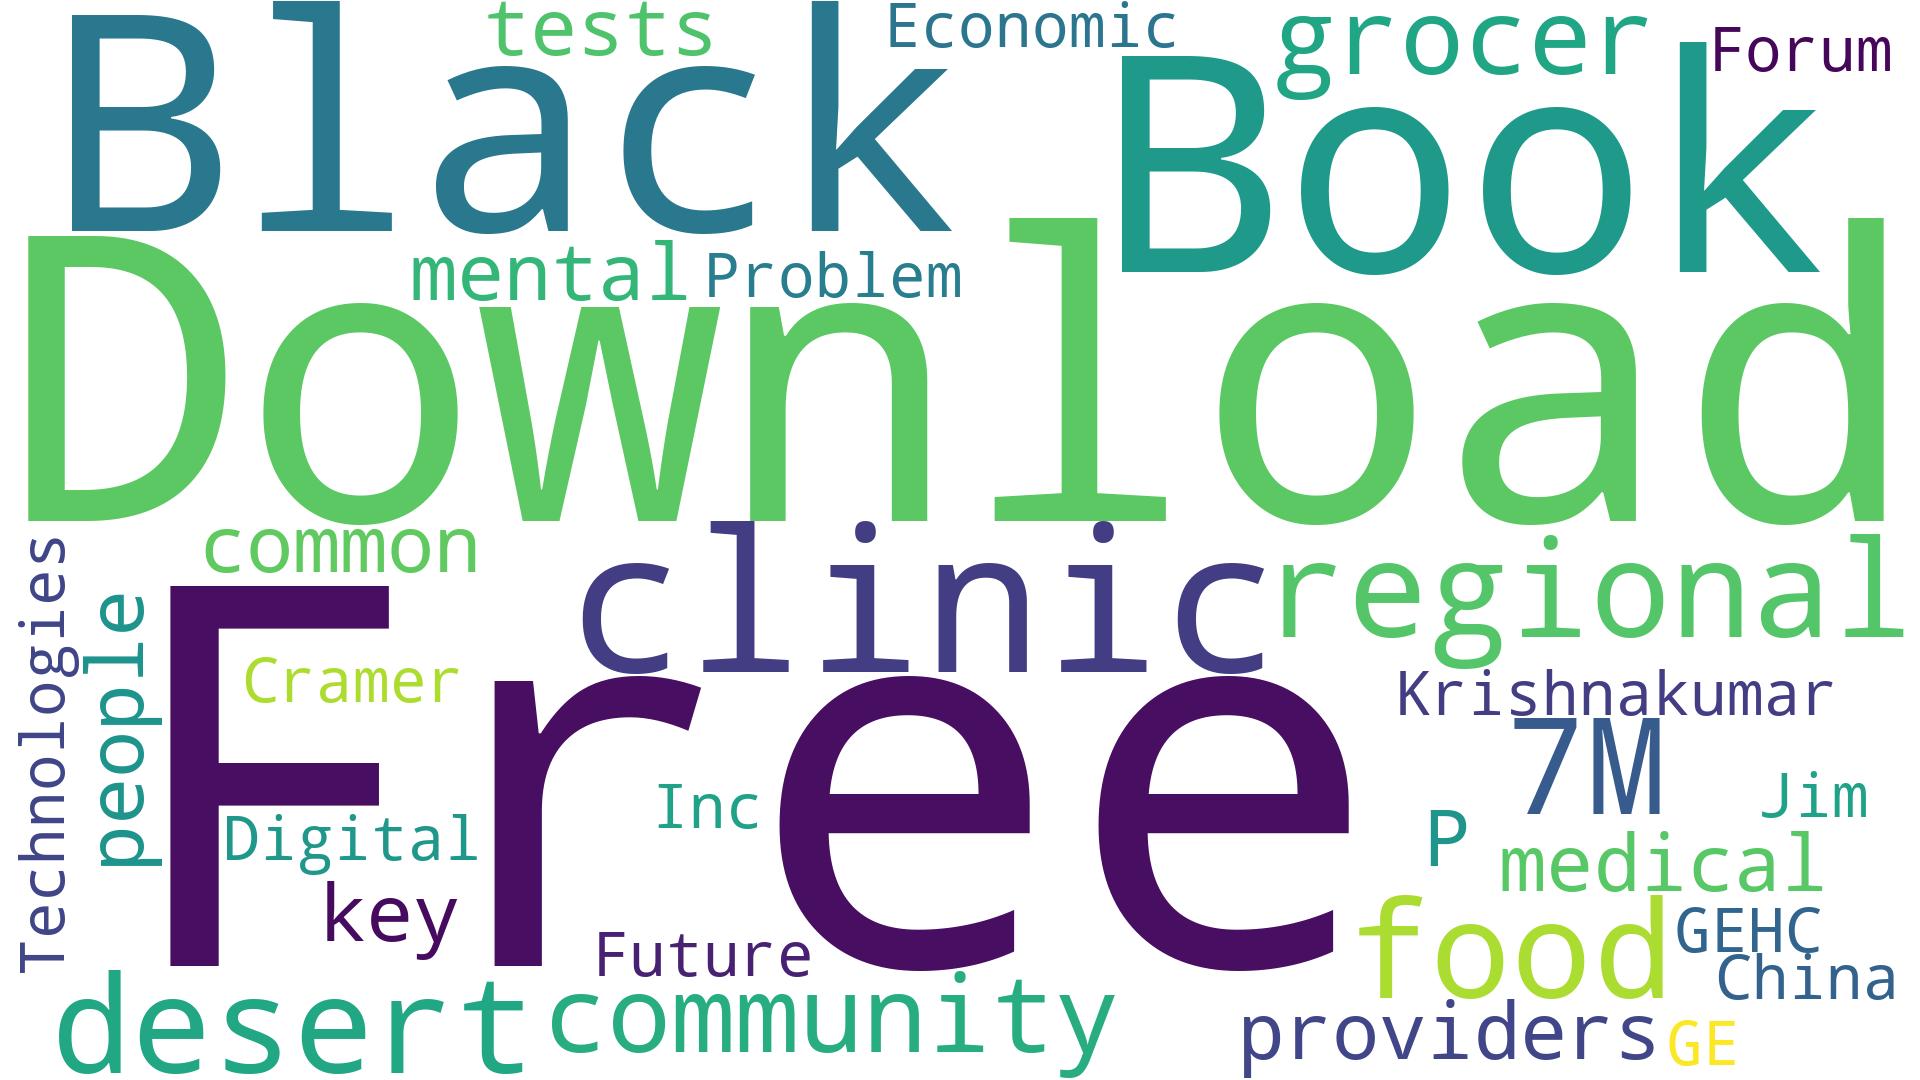 tests
Economic
grocer
Forum
Black
Book
mental
Problem
Download
common
clinic
regional
Technologies
people
Free
Cramer
Krishnakumar
7M
Inc
Jim
Digital
P
medical
key
Future
food
GEHC
China
desert
community
providers
GE